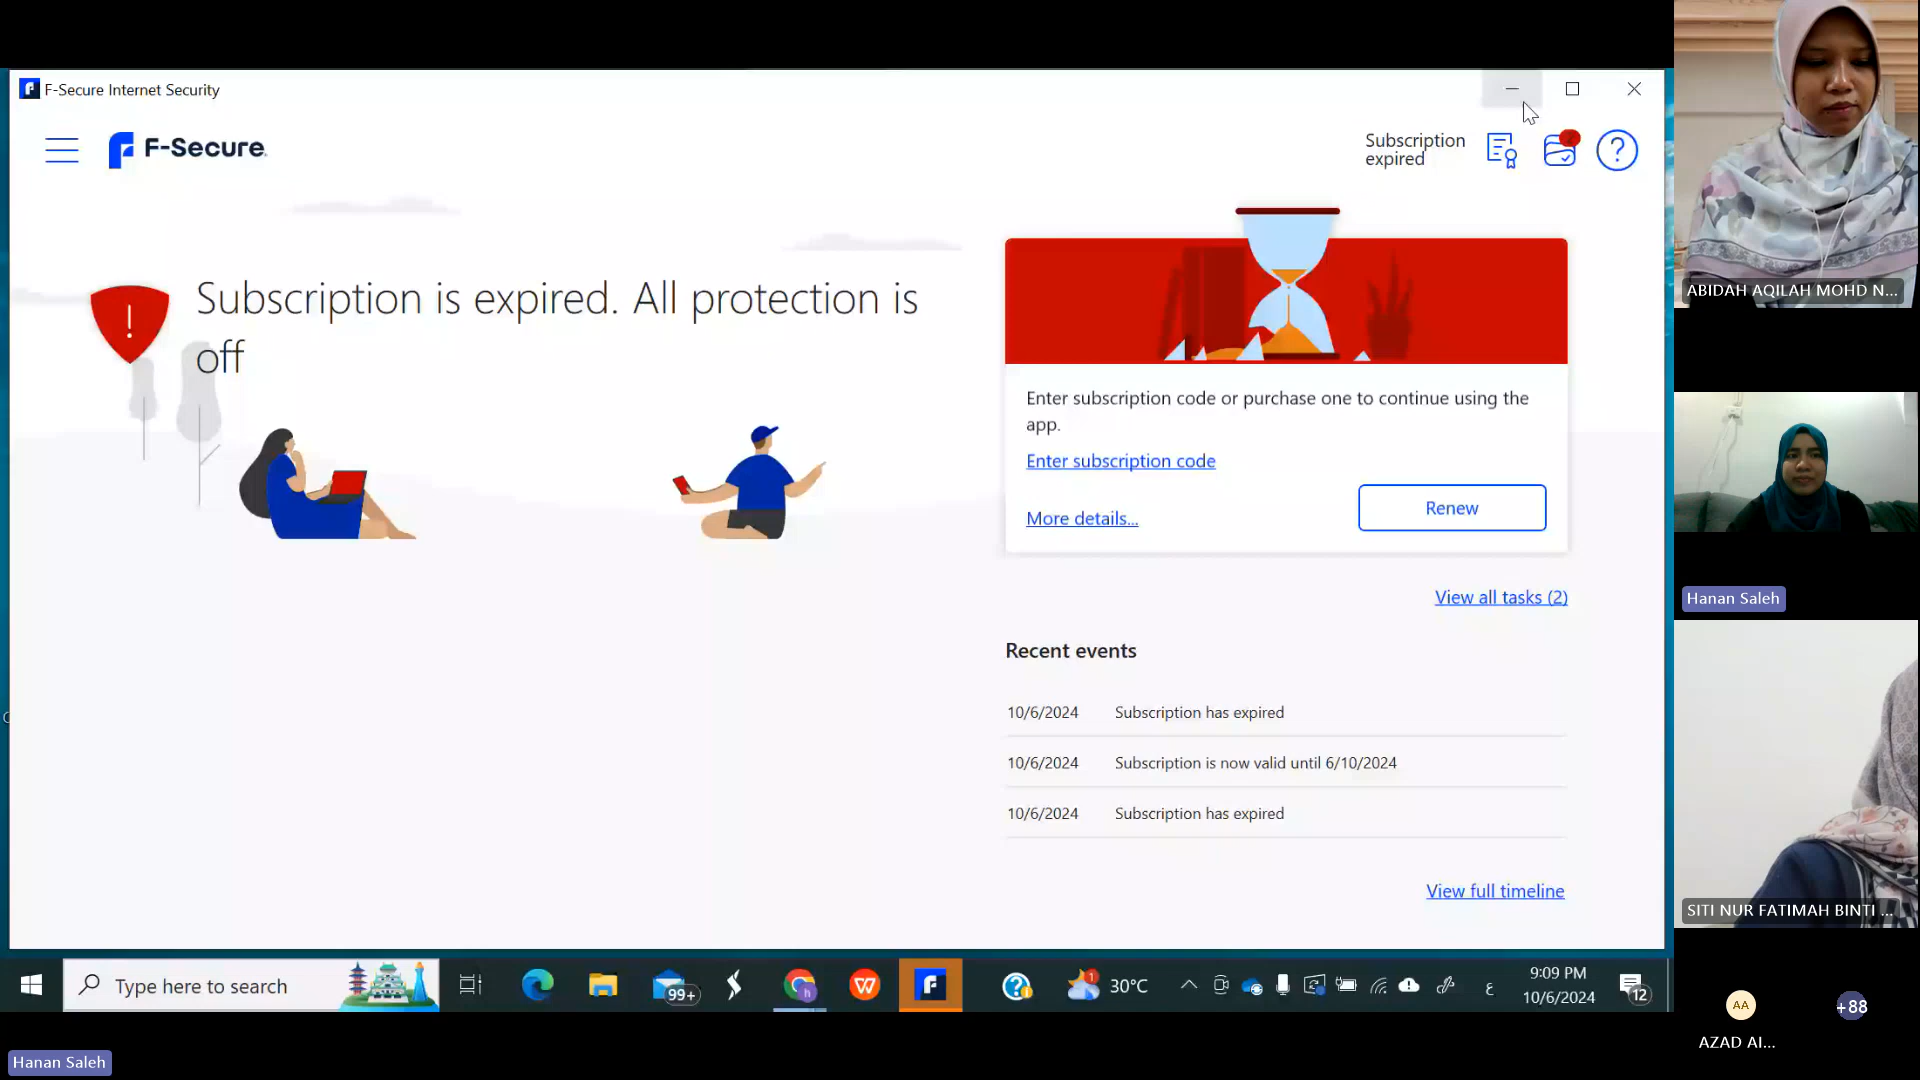 F-Secure Internet Security
F-Secure
Subscription
expired
Subscription is expired. All protection is
off
Enter subscription code or purchase one to continue using the
app.
Enter subscription code
More details...
Renew
View all tasks (2)
Recent events
10/6/2024 Subscription has expired
10/6/2024 Subscription is now valid until 6/10/2024
10/6/2024 Subscription has expired
View full timeline
Type here to search
99+
1
30°C
ع
9:09 PM
10/6/2024
12
Hanan Saleh
ABIDAH AQILAH MOHD N...
Hanan Saleh
SITI NUR FATIMAH BINTI ...
AA
AZAD AI...
+88